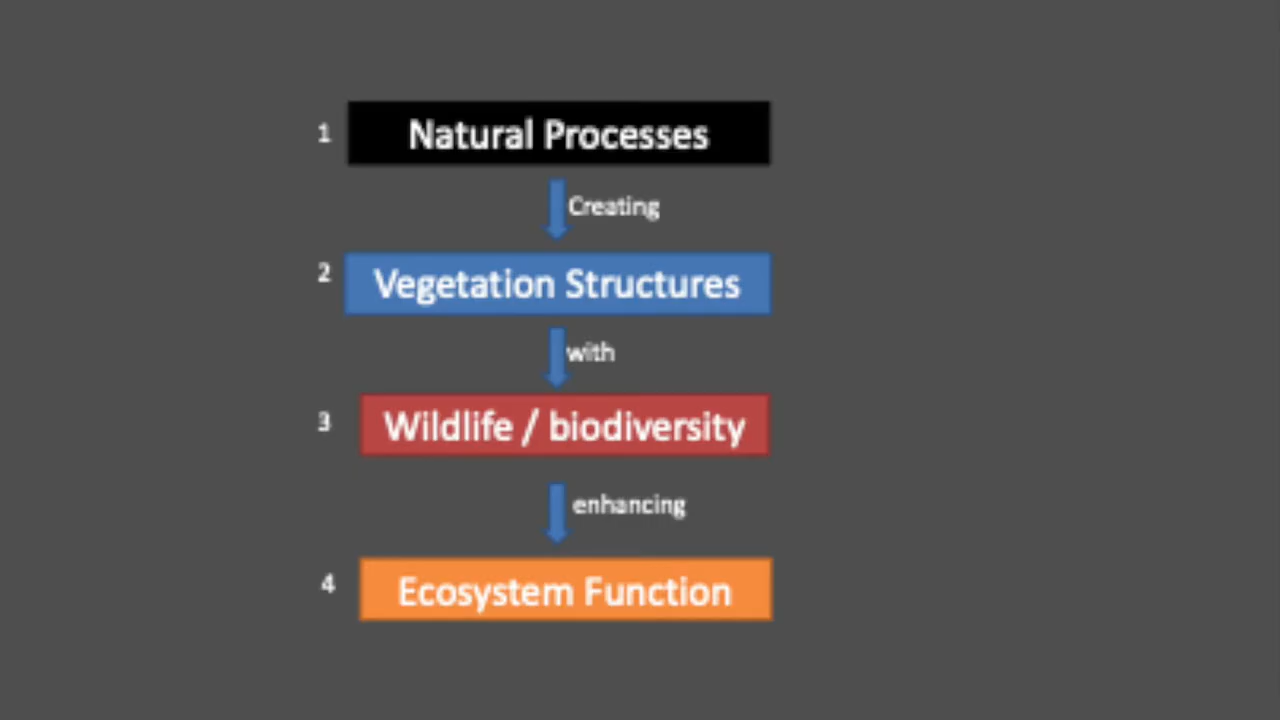 1 Natural Processes
Creating
2 Vegetation Structures
with
3 Wildlife / biodiversity
enhancing
4 Ecosystem Function